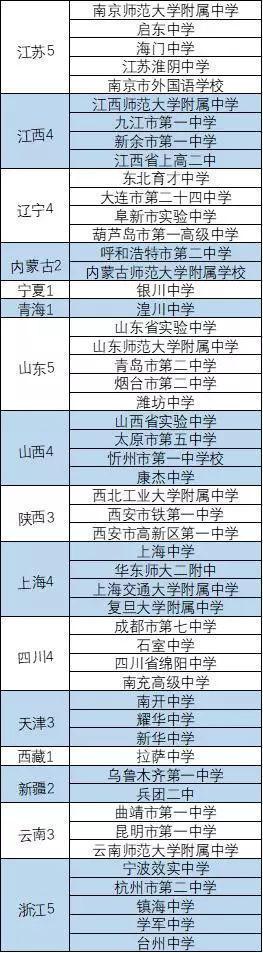 江苏5
南京师范大学附属中学
启东中学
海门中学
江苏淮阴中学
南京市外国语学校
江西4
江西师范大学附属中学
九江市第一中学
新余市第一中学
江西省上高二中
辽宁4
东北育才中学
大连市第二十四中学
阜新市实验中学
葫芦岛市第一高级中学
内蒙古2
呼和浩特市第二中学
内蒙古师范大学附属学校
宁夏1
银川中学
青海1
湟川中学
山东5
山东省实验中学
山东师范大学附属中学
青岛市第二中学
烟台市第二中学
潍坊中学
山西4
山西省实验中学
太原市第五中学
忻州市第一中学校
康杰中学
陕西3
西北工业大学附属中学
西安市铁第一中学
西安市高新区第一中学
上海4
上海中学
华东师大二附中
上海交通大学附属中学
复旦大学附属中学
四川4
成都市第七中学
石室中学
四川省绵阳中学
南充高级中学
天津3
南开中学
耀华中学
新华中学
西藏1
拉萨中学
新疆2
乌鲁木齐第一中学
兵团二中
云南3
曲靖市第一中学
昆明市第一中学
云南师范大学附属中学
浙江5
宁波效实中学
杭州市第二中学
镇海中学
学军中学
台州中学